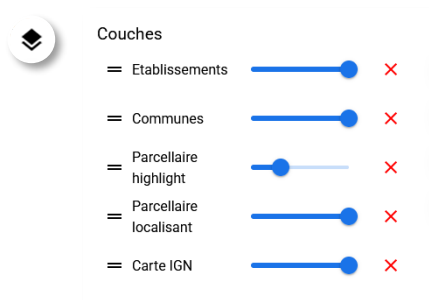 Couches
Etablissements
Communes
Parcellaire
highlight
Parcellaire
localisant
Carte IGN